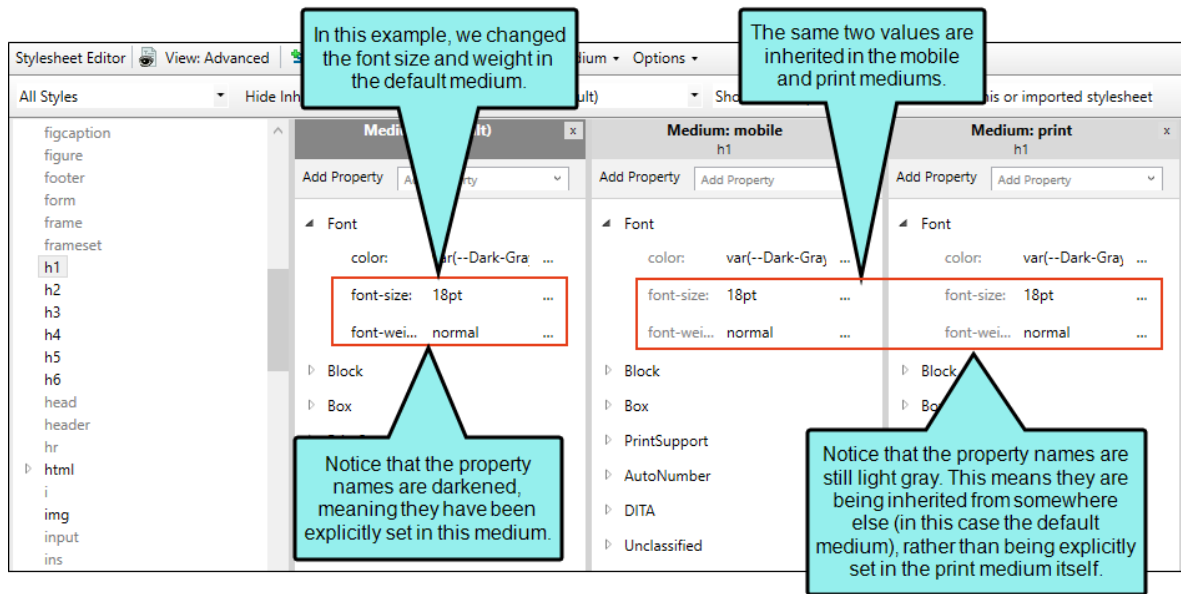 In this example, we changed
the font size and weight in
the default medium.
The same two values are
inherited in the mobile
and print mediums.
Stylesheet Editor View: Advanced Options
All Styles Hide Sho his or imported stylesheet
figcaption
figure
footer
form
frame
frameset
h1
h2
h3
h4
h5
h6
head
header
hr
html
i
img
input
ins
x
Add Property
Font
color: var(--Dark-Gray ...
font-size: 18pt ...
font-wei... normal ...
Block
Box
Medium: mobile
h1
Add Property Add Property
Font
color: var(--Dark-Gray ...
font-size: 18pt ...
font-wei... normal ...
Block
Box
PrintSupport
AutoNumber
DITA
Unclassified
Medium: print x
h1
Add Property Add Property
Font
color: var(--Dark-Gray ...
font-size: 18pt ...
font-wei... normal ...
Block
Notice that the property
names are darkened,
meaning they have been
explicitly set in this medium.
Notice that the property names are
still light gray. This means they are
being inherited from somewhere
else (in this case the default
medium), rather than being explicitly
set in the print medium itself.